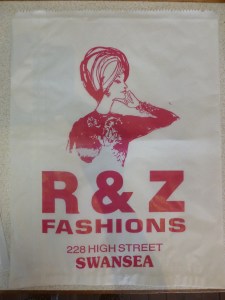 R & Z
FASHIONS
228 HIGH STREET
SWANSEA